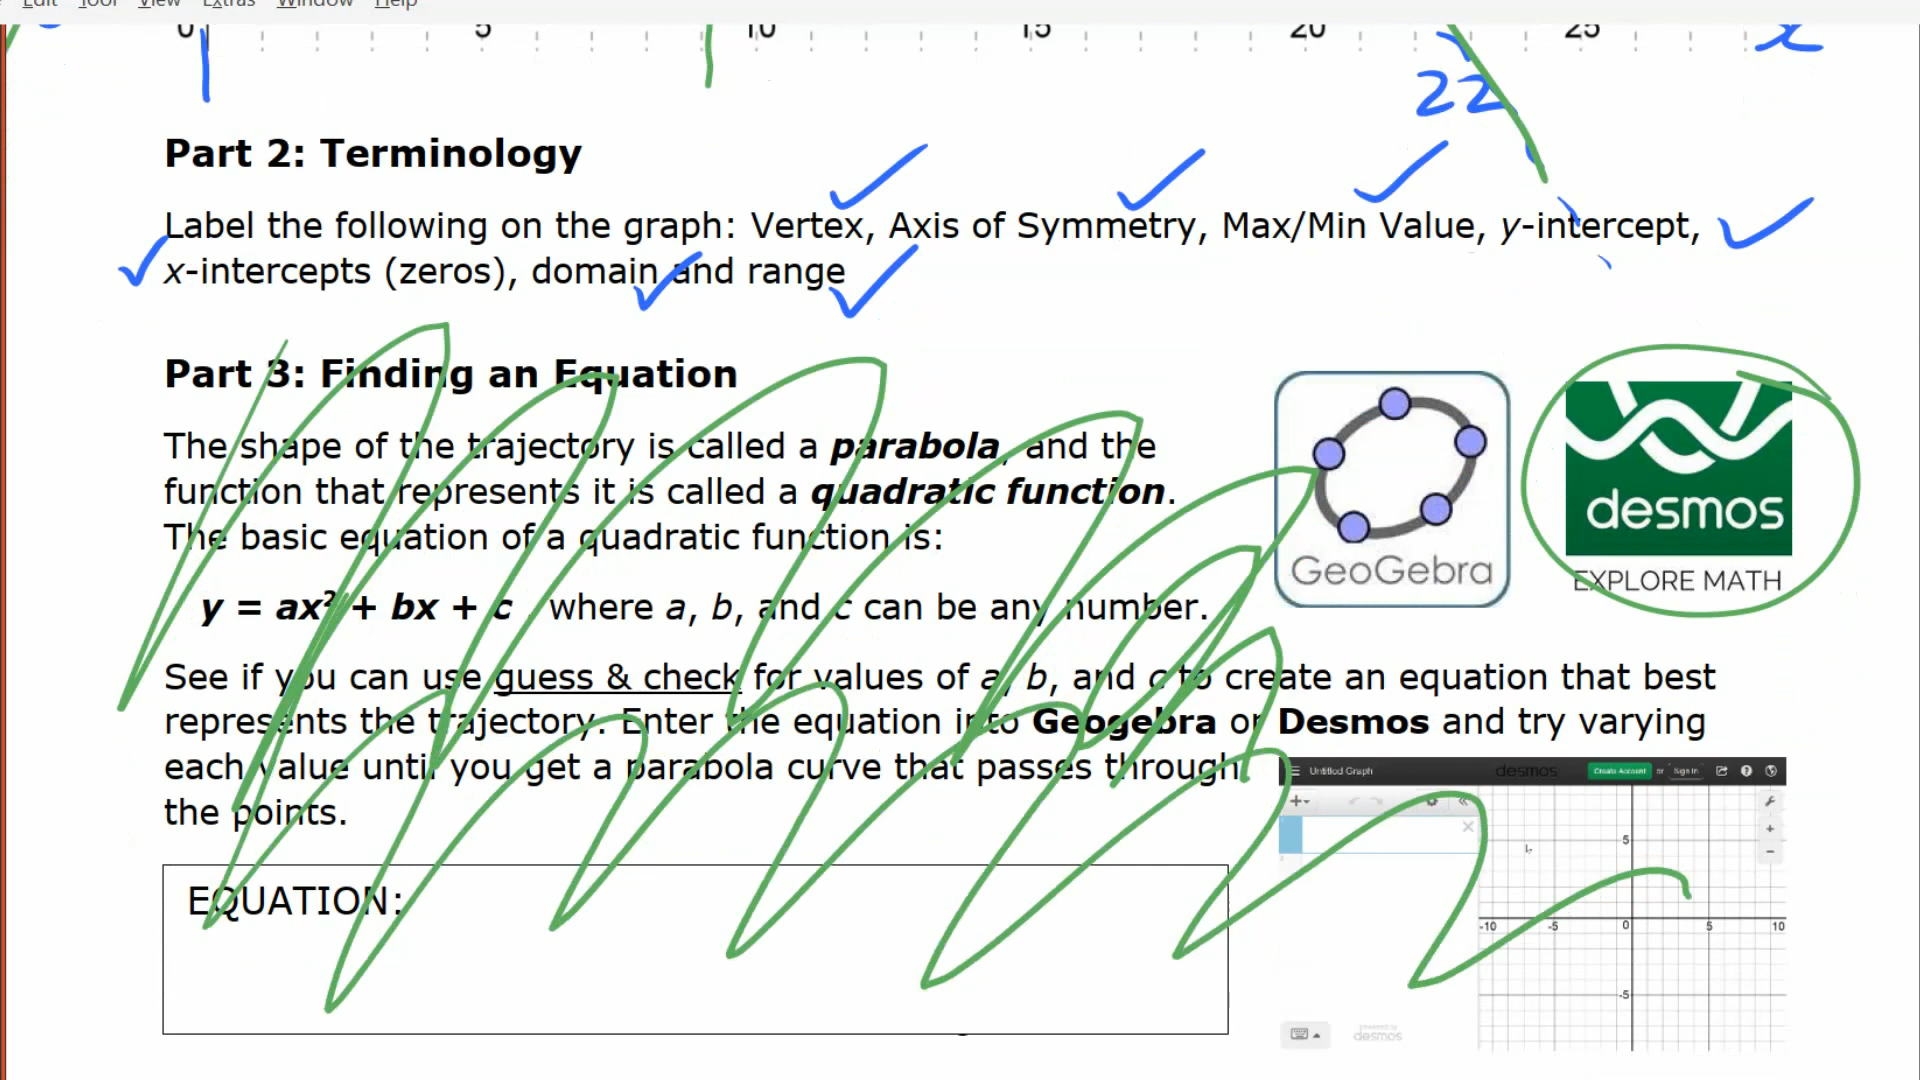 Edit Tool View Extras Window Help
0 5 10 15 20 25 x
22
Part 2: Terminology
Label the following on the graph: Vertex, Axis of Symmetry, Max/Min Value, y-intercept,
x-intercepts (zeros), domain and range
Part 3: Finding an Equation
The shape of the trajectory is called a parabola, and the
function that represents it is called a quadratic function.
The basic equation of a quadratic function is:
y = ax² + bx + c , where a, b, and c can be any number.
GeoGebra
desmos
EXPLORE MATH
See if you can use guess & check for values of a, b, and c to create an equation that best
represents the trajectory. Enter the equation into Geogebra or Desmos and try varying
each value until you get a parabola curve that passes through
the points.
EQUATION:
Untitled Graph desmos Create Account or Sign In
5
-10 -5 0 5 10
-5
powered by
desmos